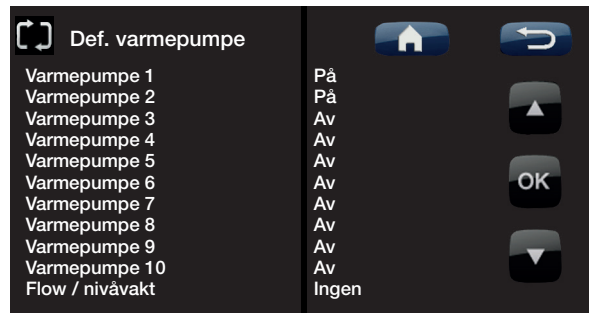 Def. varmepumpe
Varmepumpe 1 På
Varmepumpe 2 På
Varmepumpe 3 Av
Varmepumpe 4 Av
Varmepumpe 5 Av
Varmepumpe 6 Av
Varmepumpe 7 Av
Varmepumpe 8 Av
Varmepumpe 9 Av
Varmepumpe 10 Av
Flow / nivåvakt Ingen
OK